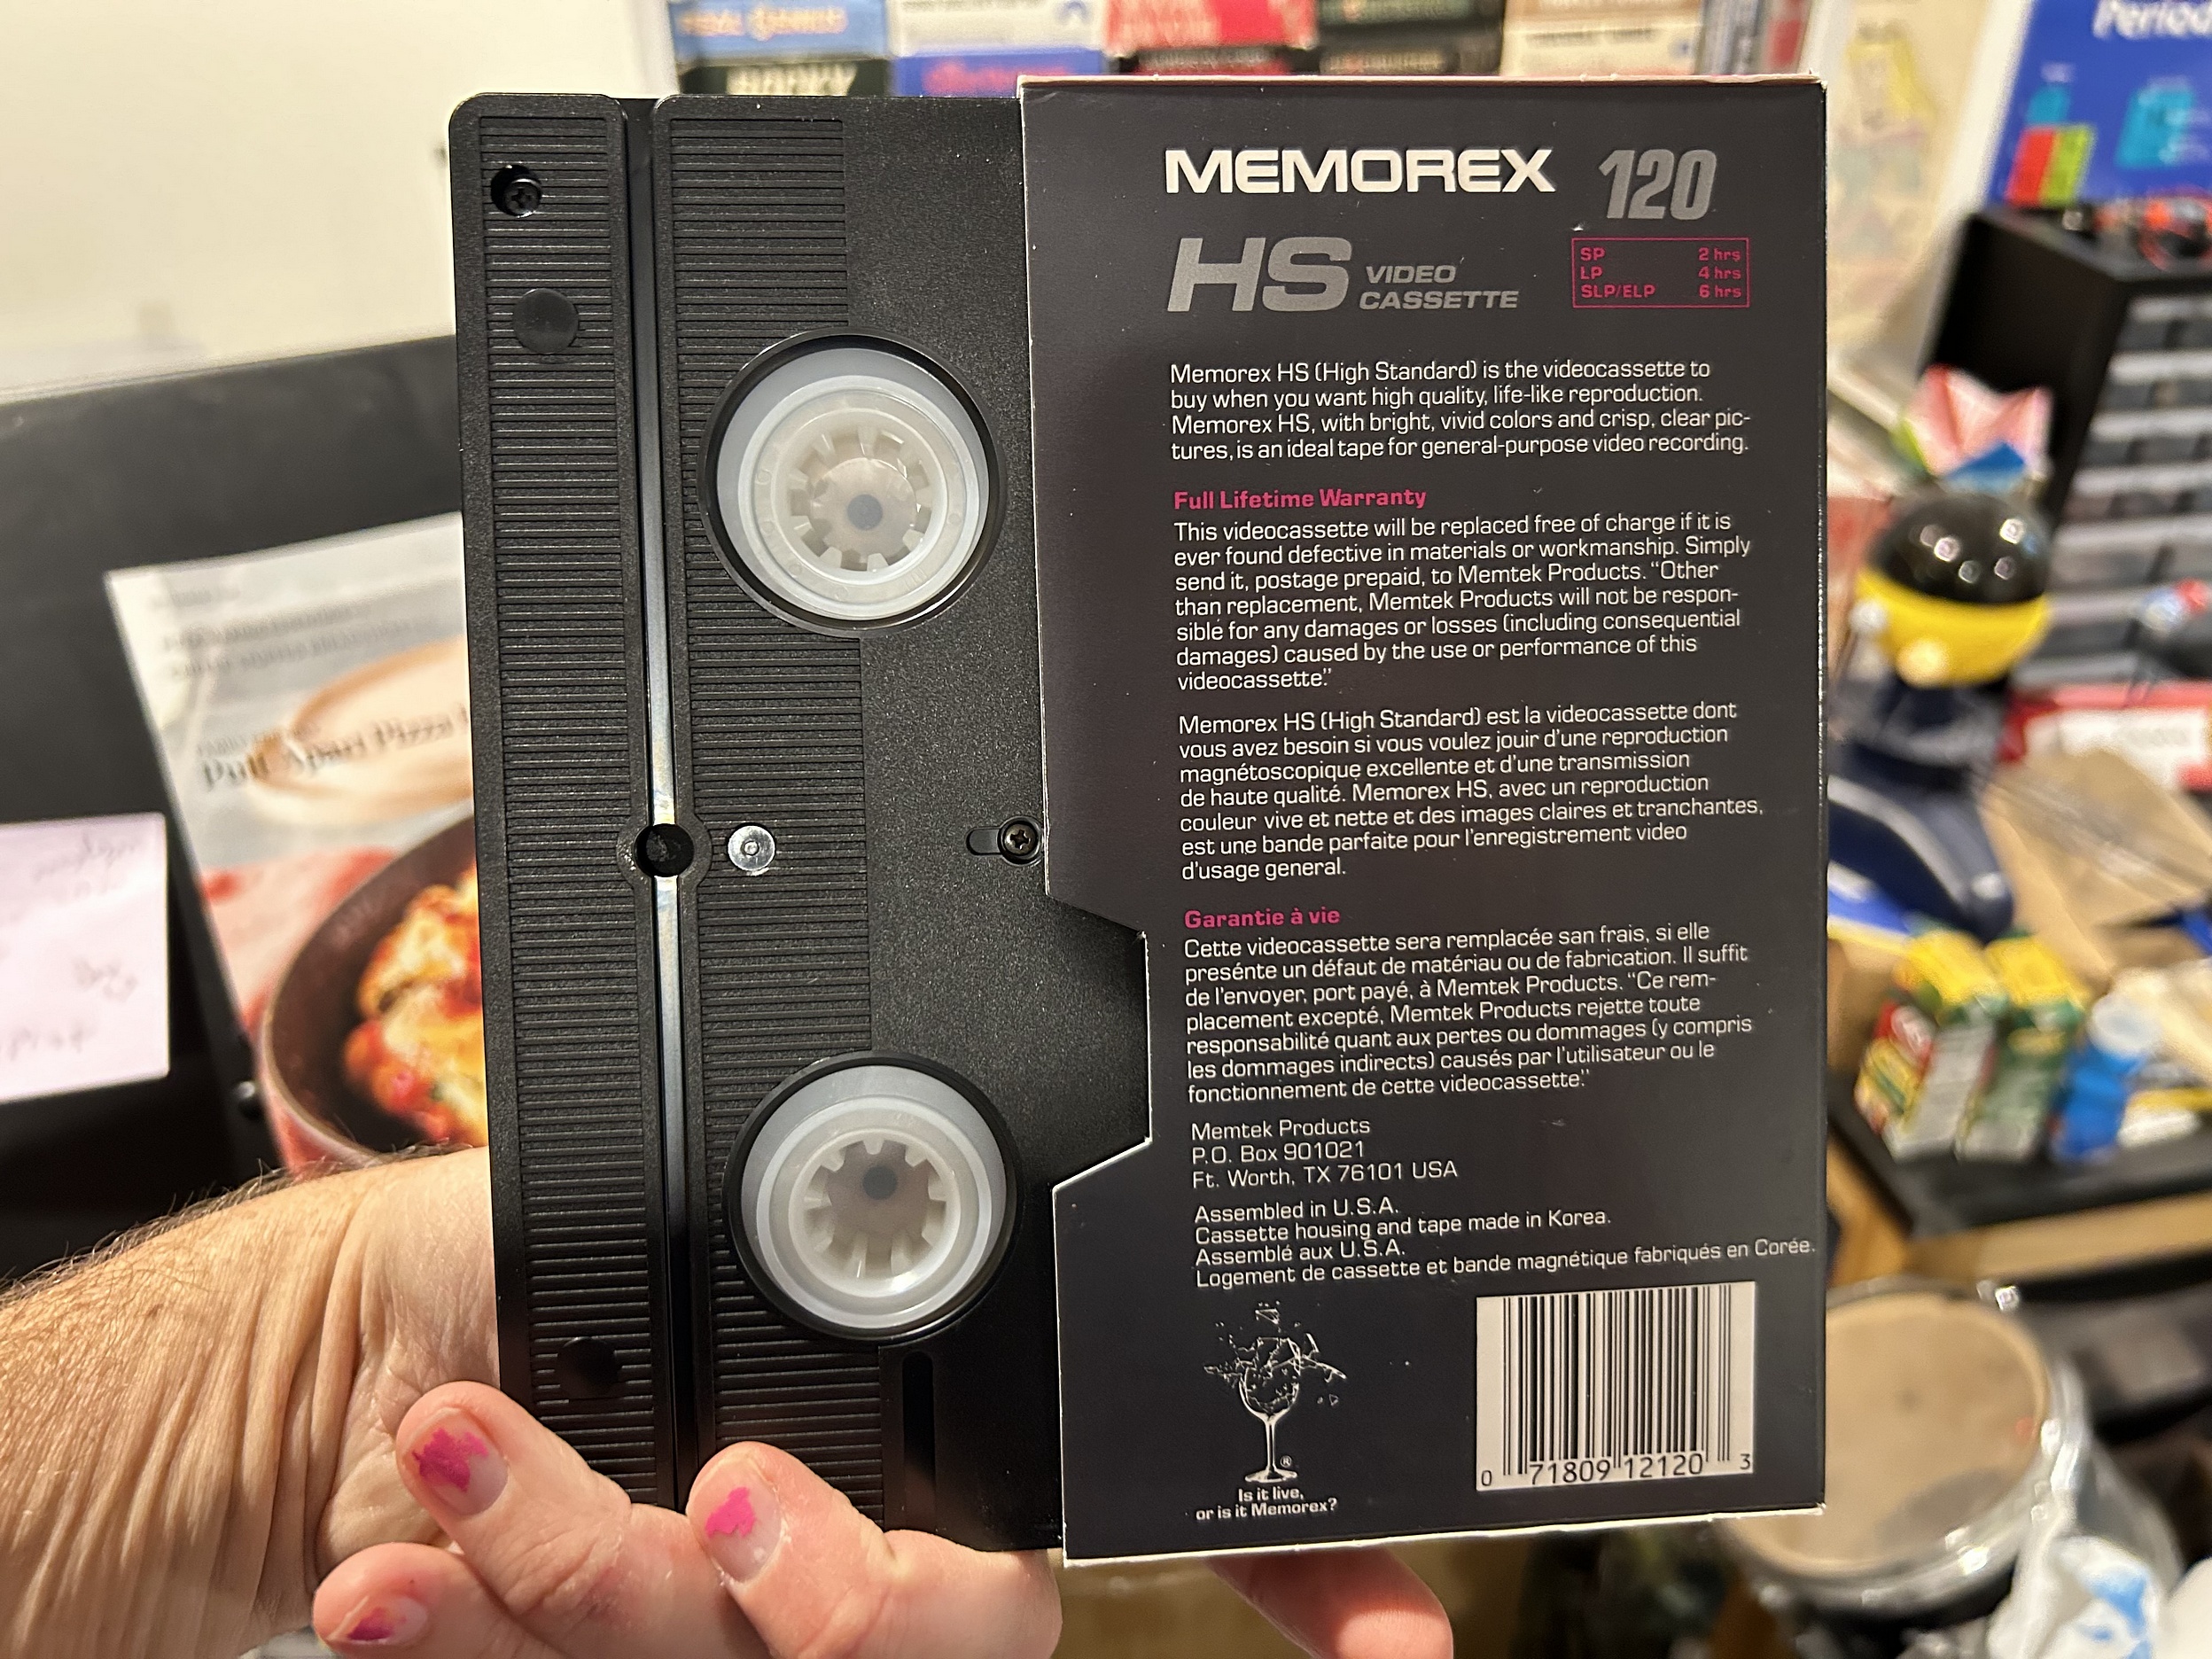 Period
MEMOREX 120
HS VIDEO
CASSETTE
SP 2 hrs
LP 4 hrs
SLP/ELP 6 hrs
Memorex HS (High Standard) is the videocassette to
buy when you want high quality, life-like reproduction.
Memorex HS, with bright, vivid colors and crisp, clear pic-
tures, is an ideal tape for general-purpose video recording.
Full Lifetime Warranty
This videocassette will be replaced free of charge if it is
ever found defective in materials or workmanship. Simply
send it, postage prepaid, to Memtek Products. “Other
than replacement, Memtek Products will not be respon-
sible for any damages or losses (including consequential
damages) caused by the use or performance of this
videocassette.”
Memorex HS (High Standard) est la videocassette dont
vous avez besoin si vous voulez jouir d'une reproduction
magnétoscopique excellente et d'une transmission
de haute qualité. Memorex HS, avec un reproduction
couleur vive et nette et des images claires et tranchantes,
est une bande parfaite pour l'enregistrement video
d'usage general.
Garantie à vie
Cette videocassette sera remplacée san frais, si elle
presénte un défaut de matériau ou de fabrication. Il suffit
de l'envoyer, port payé, à Memtek Products. “Ce rem-
placement excepté, Memtek Products rejette toute
responsabilité quant aux pertes ou dommages (y compris
les dommages indirects) causés par l'utilisateur ou le
fonctionnement de cette videocassette.”
Memtek Products
P.O. Box 901021
Ft. Worth, TX 76101 USA
Assembled in U.S.A.
Cassette housing and tape made in Korea.
Assemblé aux U.S.A.
Logement de cassette et bande magnétique fabriqués en Corée.
®
Is it live,
or is it Memorex?
0 71809 12120 3
Pull Apart Pizza